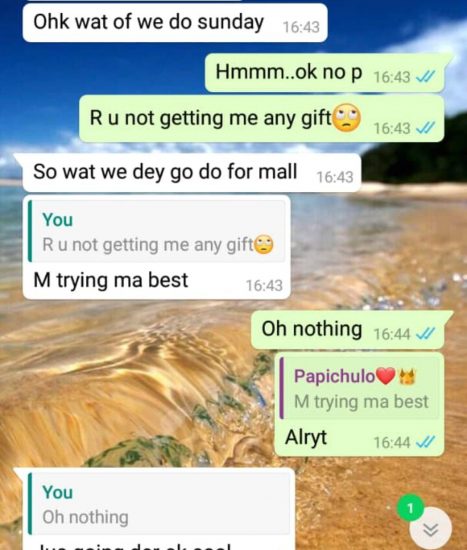 Ohk wat of we do sunday 16:43
Hmmm..ok no p 16:43
R u not getting me any gift🙄 16:43
So wat we dey go do for mall 16:43
You
R u not getting me any gift🙄
M trying ma best 16:43
Oh nothing 16:44
Papichulo❤️👑
M trying ma best
Alryt 16:44
You
Oh nothing
1